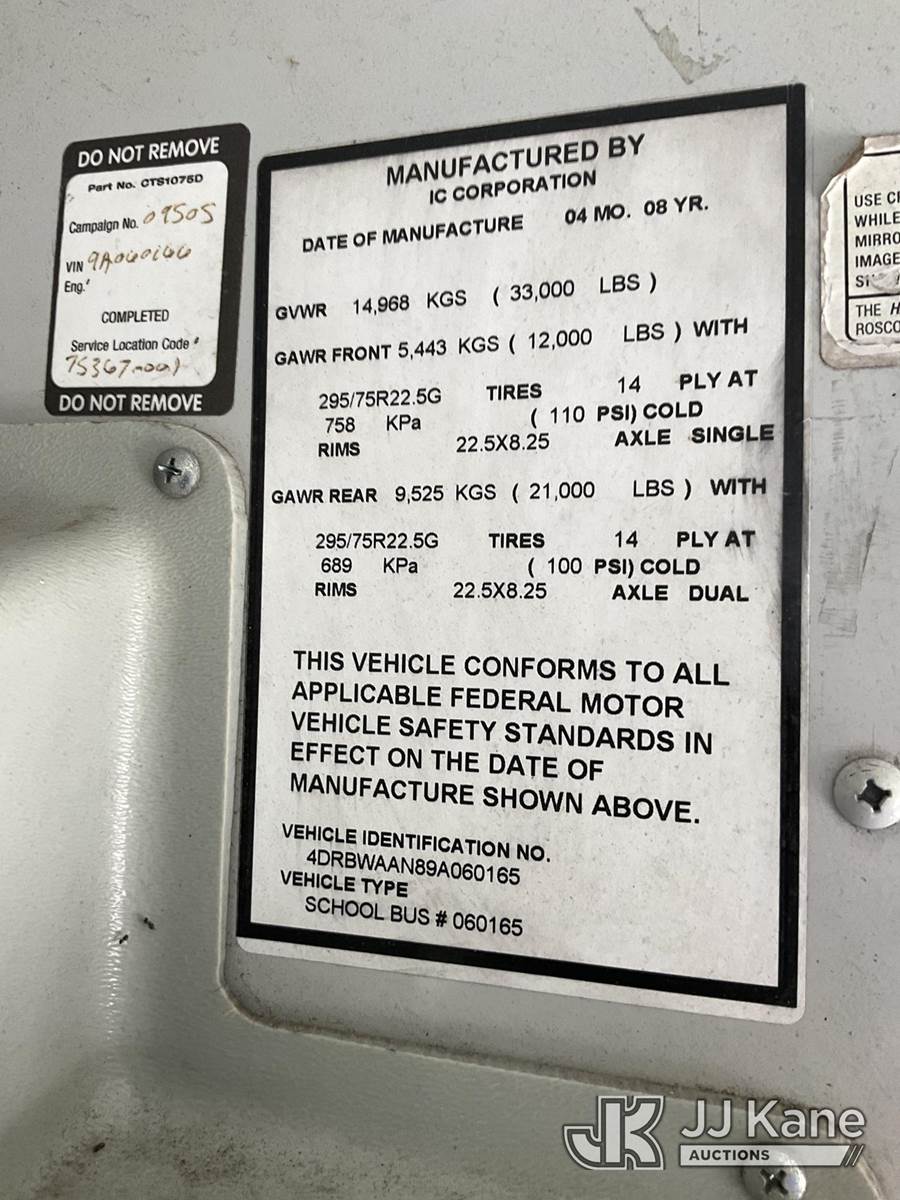 DO NOT REMOVE
Part No. CTS1075D
Campaign No. 09505
VIN 9A060166
Eng.
COMPLETED
Service Location Code
75367
DO NOT REMOVE
MANUFACTURED BY
IC CORPORATION
DATE OF MANUFACTURE 04 MO. 08 YR.
GVWR 14,968 KGS ( 33,000 LBS )
GAWR FRONT 5,443 KGS ( 12,000 LBS ) WITH
295/75R22.5G TIRES 14 PLY AT
758 KPa ( 110 PSI) COLD
RIMS 22.5X8.25 AXLE SINGLE
GAWR REAR 9,525 KGS ( 21,000 LBS ) WITH
295/75R22.5G TIRES 14 PLY AT
689 KPa ( 100 PSI) COLD
RIMS 22.5X8.25 AXLE DUAL
THIS VEHICLE CONFORMS TO ALL
APPLICABLE FEDERAL MOTOR
VEHICLE SAFETY STANDARDS IN
EFFECT ON THE DATE OF
MANUFACTURE SHOWN ABOVE.
VEHICLE IDENTIFICATION NO.
4DRBWAAN89A060165
VEHICLE TYPE
SCHOOL BUS # 060165
USE
WHILE
MIRRO
IMAGE
THE
ROSCO
JK JJ Kane
AUCTIONS